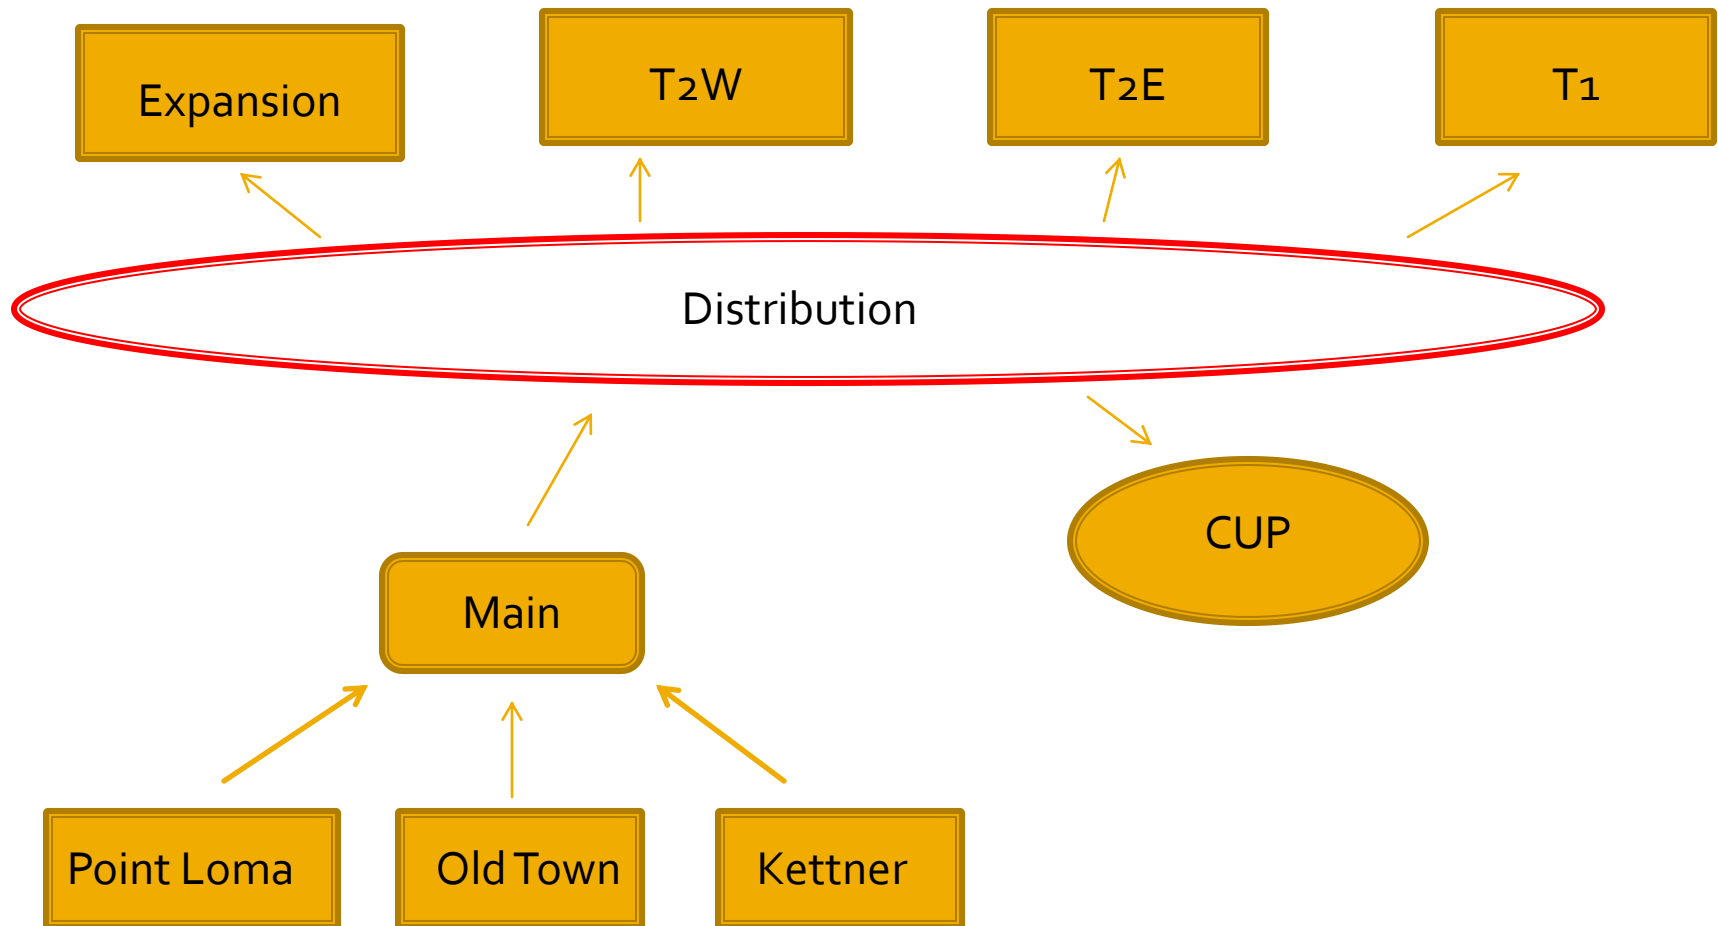 Expansion
T2W
T2E
T1
Distribution
CUP
Main
Point Loma
Old Town
Kettner